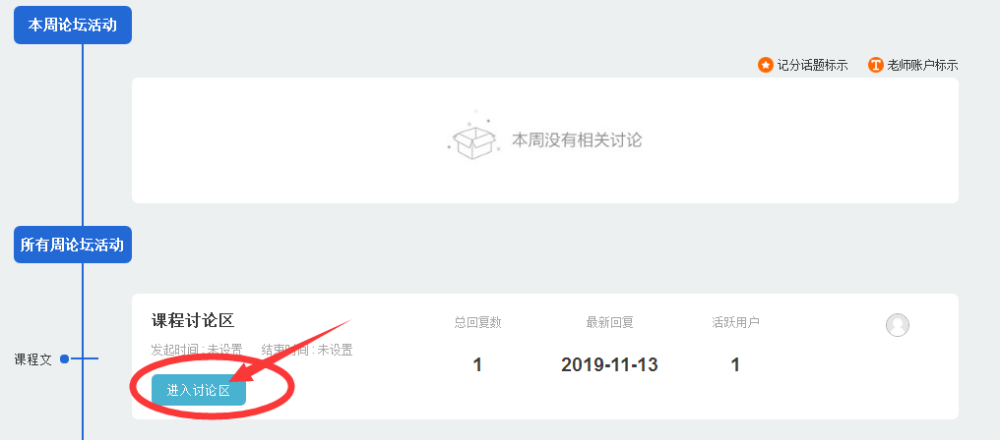 本周论坛活动
记分话题标示 老师账户标示
本周没有相关讨论
所有周论坛活动
课程讨论区 总回复数 最新回复 活跃用户
发起时间 : 未设置 结束时间 : 未设置
课程文 1 2019-11-13 1
进入讨论区